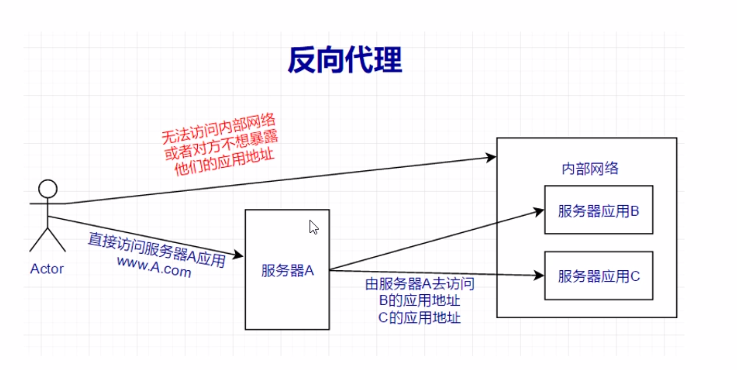 反向代理
无法访问内部网络
或者对方不想暴露
他们的应用地址
内部网络
服务器应用B
直接访问服务器A应用
www.A.com
Actor
服务器A
服务器应用C
由服务器A去访问
B的应用地址
C的应用地址